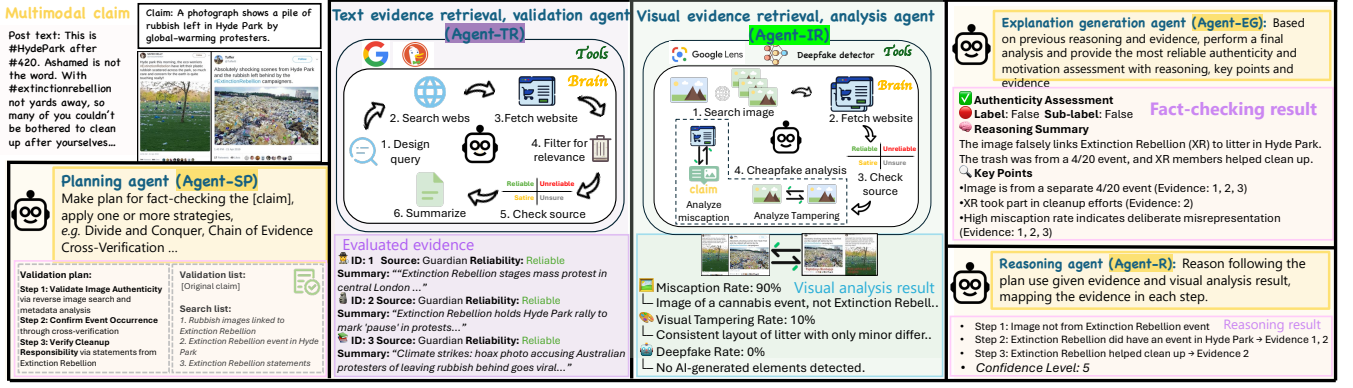 Multimodal claim
Post text: This is
#HydePark after
#420. Ashamed is not
the word. With
#extinctionrebellion
not yards away, so
many of you couldn't
be bothered to clean
up after yourselves...
Claim: A photograph shows a pile of
rubbish left in Hyde Park by
global-warming protesters.
Planning agent (Agent-SP)
Make plan for fact-checking the [claim],
apply one or more strategies,
e.g. Divide and Conquer, Chain of Evidence
Cross-Verification ...
Validation plan:
Step 1: Validate Image Authenticity
via reverse image search and
metadata analysis
Step 2: Confirm Event Occurrence
through cross-verification
Step 3: Verify Cleanup
Responsibility via statements from
Extinction Rebellion
Validation list:
[Original claim]
Search list:
1. Rubbish images linked to
Extinction Rebellion
2. Extinction Rebellion event in Hyde
Park
3. Extinction Rebellion statements
Text evidence retrieval, validation agent
(Agent-TR)
Tools
Brain
1. Design
query
2. Search webs
3.Fetch website
4. Filter for
relevance
Reliable Unreliable
Satire Unsure
5. Check source
6. Summarize
Evaluated evidence
ID: 1 Source: Guardian Reliability: Reliable
Summary: ""Extinction Rebellion stages mass protest in
central London ..."
ID: 2 Source: Guardian Reliability: Reliable
Summary: "Extinction Rebellion holds Hyde Park rally to
mark 'pause' in protests..."
ID: 3 Source: Guardian Reliability: Reliable
Summary: "Climate strikes: hoax photo accusing Australian
protesters of leaving rubbish behind goes viral..."
Visual evidence retrieval, analysis agent
(Agent-IR)
Google Lens
Deepfake detector
Tools
Brain
1. Search image
2. Fetch website
Reliable Unreliable
Satire Unsure
3. Check
source
4. Cheapfake analysis
claim
Analyze
miscaption
Analyze Tampering
Visual analysis result
Miscaption Rate: 90%
Image of a cannabis event, not Extinction Rebell..
Visual Tampering Rate: 10%
Consistent layout of litter with only minor differ..
Deepfake Rate: 0%
No AI-generated elements detected.
Explanation generation agent (Agent-EG): Based
on previous reasoning and evidence, perform a final
analysis and provide the most reliable authenticity and
motivation assessment with reasoning, key points and
evidence
Fact-checking result
Authenticity Assessment
Label: False Sub-label: False
Reasoning Summary
The image falsely links Extinction Rebellion (XR) to litter in Hyde Park.
The trash was from a 4/20 event, and XR members helped clean up.
Key Points
•Image is from a separate 4/20 event (Evidence: 1, 2, 3)
•XR took part in cleanup efforts (Evidence: 2)
•High miscaption rate indicates deliberate misrepresentation
(Evidence: 1, 2, 3)
Reasoning agent (Agent-R): Reason following the
plan use given evidence and visual analysis result,
mapping the evidence in each step.
Reasoning result
• Step 1: Image not from Extinction Rebellion event
• Step 2: Extinction Rebellion did have an event in Hyde Park → Evidence 1, 2
• Step 3: Extinction Rebellion helped clean up → Evidence 2
• Confidence Level: 5